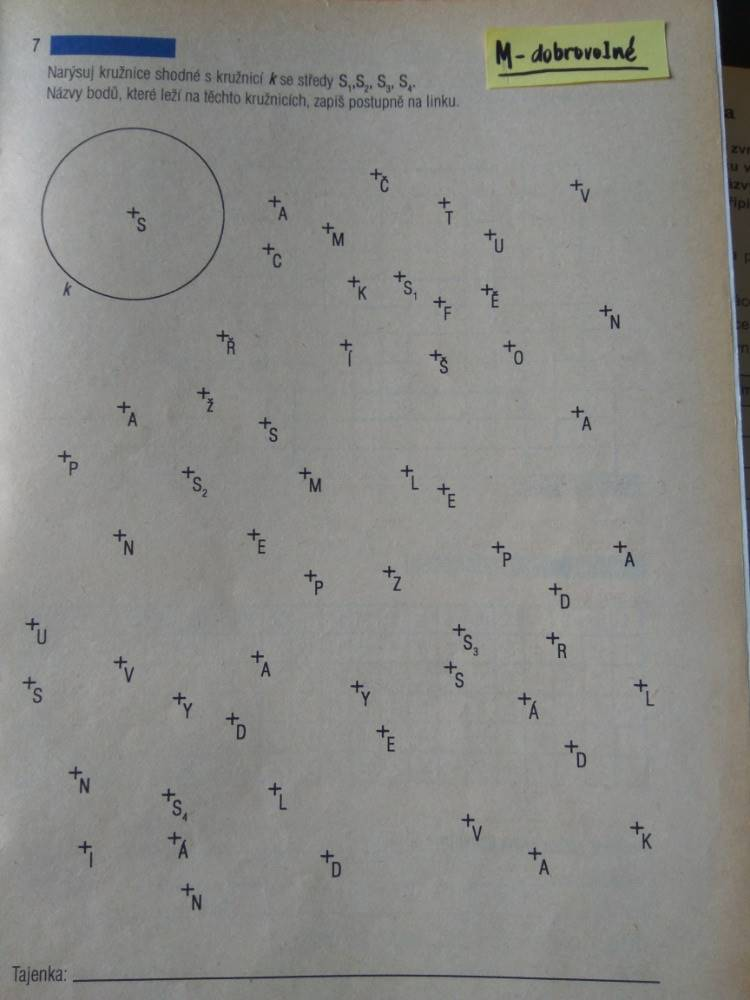 7
M - dobrovolné
Narýsuj kružnice shodné s kružnicí k se středy S₁, S₂, S₃, S₄.
Názvy bodů, které leží na těchto kružnicích, zapiš postupně na linku.
Č
V
S
A
T
M
U
C
k
K
S₁
F
Ě
N
Ř
Í
Š
O
A
Ž
S
A
P
S₂
M
L
E
N
E
P
A
P
Z
D
U
S₃
R
S
V
A
S
Y
Y
Á
L
D
E
D
N
S₄
L
V
K
I
Á
D
A
N
Tajenka: